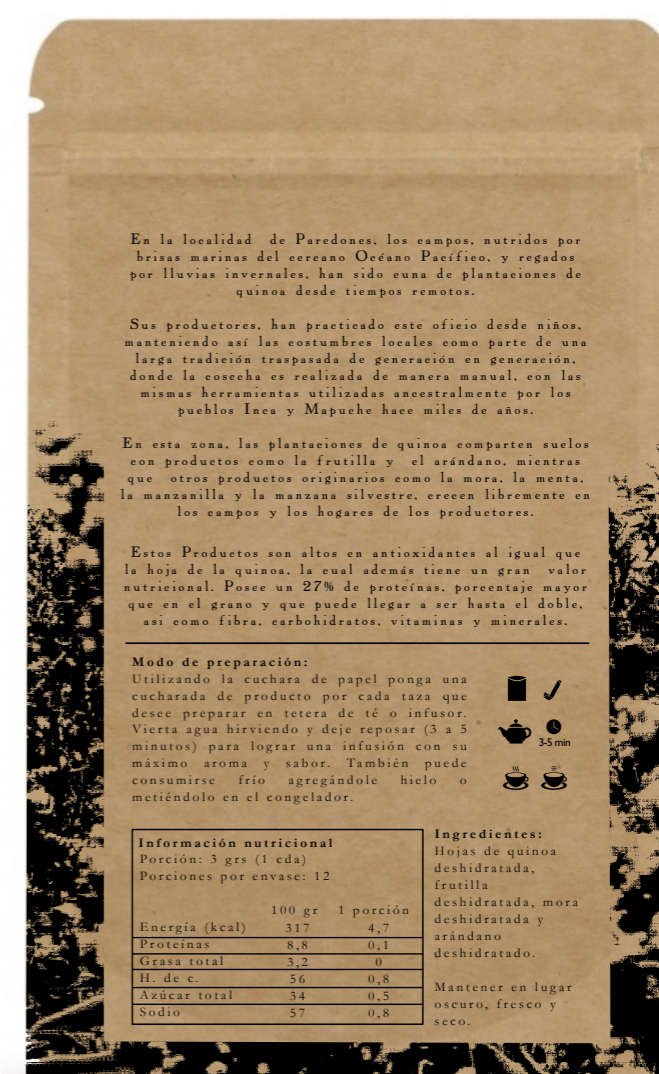 En la localidad de Paredones, los campos, nutridos por
brisas marinas del cercano Océano Pacífico, y regados
por lluvias invernales, han sido cuna de plantaciones de
quinoa desde tiempos remotos.
Sus productores, han practicado este oficio desde niños,
manteniendo así las costumbres locales como parte de una
larga tradición traspasada de generación en generación,
donde la cosecha es realizada de manera manual, con las
mismas herramientas utilizadas ancestralmente por los
pueblos Inca y Mapuche hace miles de años.
En esta zona, las plantaciones de quinoa comparten suelos
con productos como la frutilla y el arándano, mientras
que otros productos originarios como la mora, la menta,
la manzanilla y la manzana silvestre, crecen libremente en
los campos y los hogares de los productores.
Estos Productos son altos en antioxidantes al igual que
la hoja de la quinoa, la cual además tiene un gran valor
nutricional. Posee un 27% de proteínas, porcentaje mayor
que en el grano y que puede llegar a ser hasta el doble,
asi como fibra, carbohidratos, vitaminas y minerales.
Modo de preparación:
Utilizando la cuchara de papel ponga una
cucharada de producto por cada taza que
desee preparar en tetera de té o infusor.
Vierta agua hirviendo y deje reposar (3 a 5
minutos) para lograr una infusión con su
máximo aroma y sabor. También puede
consumirse frío agregándole hielo o
metiéndolo en el congelador.
3-5 min
Información nutricional
Porción: 3 grs (1 cda)
Porciones por envase: 12
100 gr 1 porción
Energía (kcal) 317 4,7
Proteínas 8,8 0,1
Grasa total 3,2 0
H. de c. 56 0,8
Azúcar total 34 0,5
Sodio 57 0,8
Ingredientes:
Hojas de quinoa
deshidratada,
frutilla
deshidratada, mora
deshidratada y
arándano
deshidratado.
Mantener en lugar
oscuro, fresco y
seco.